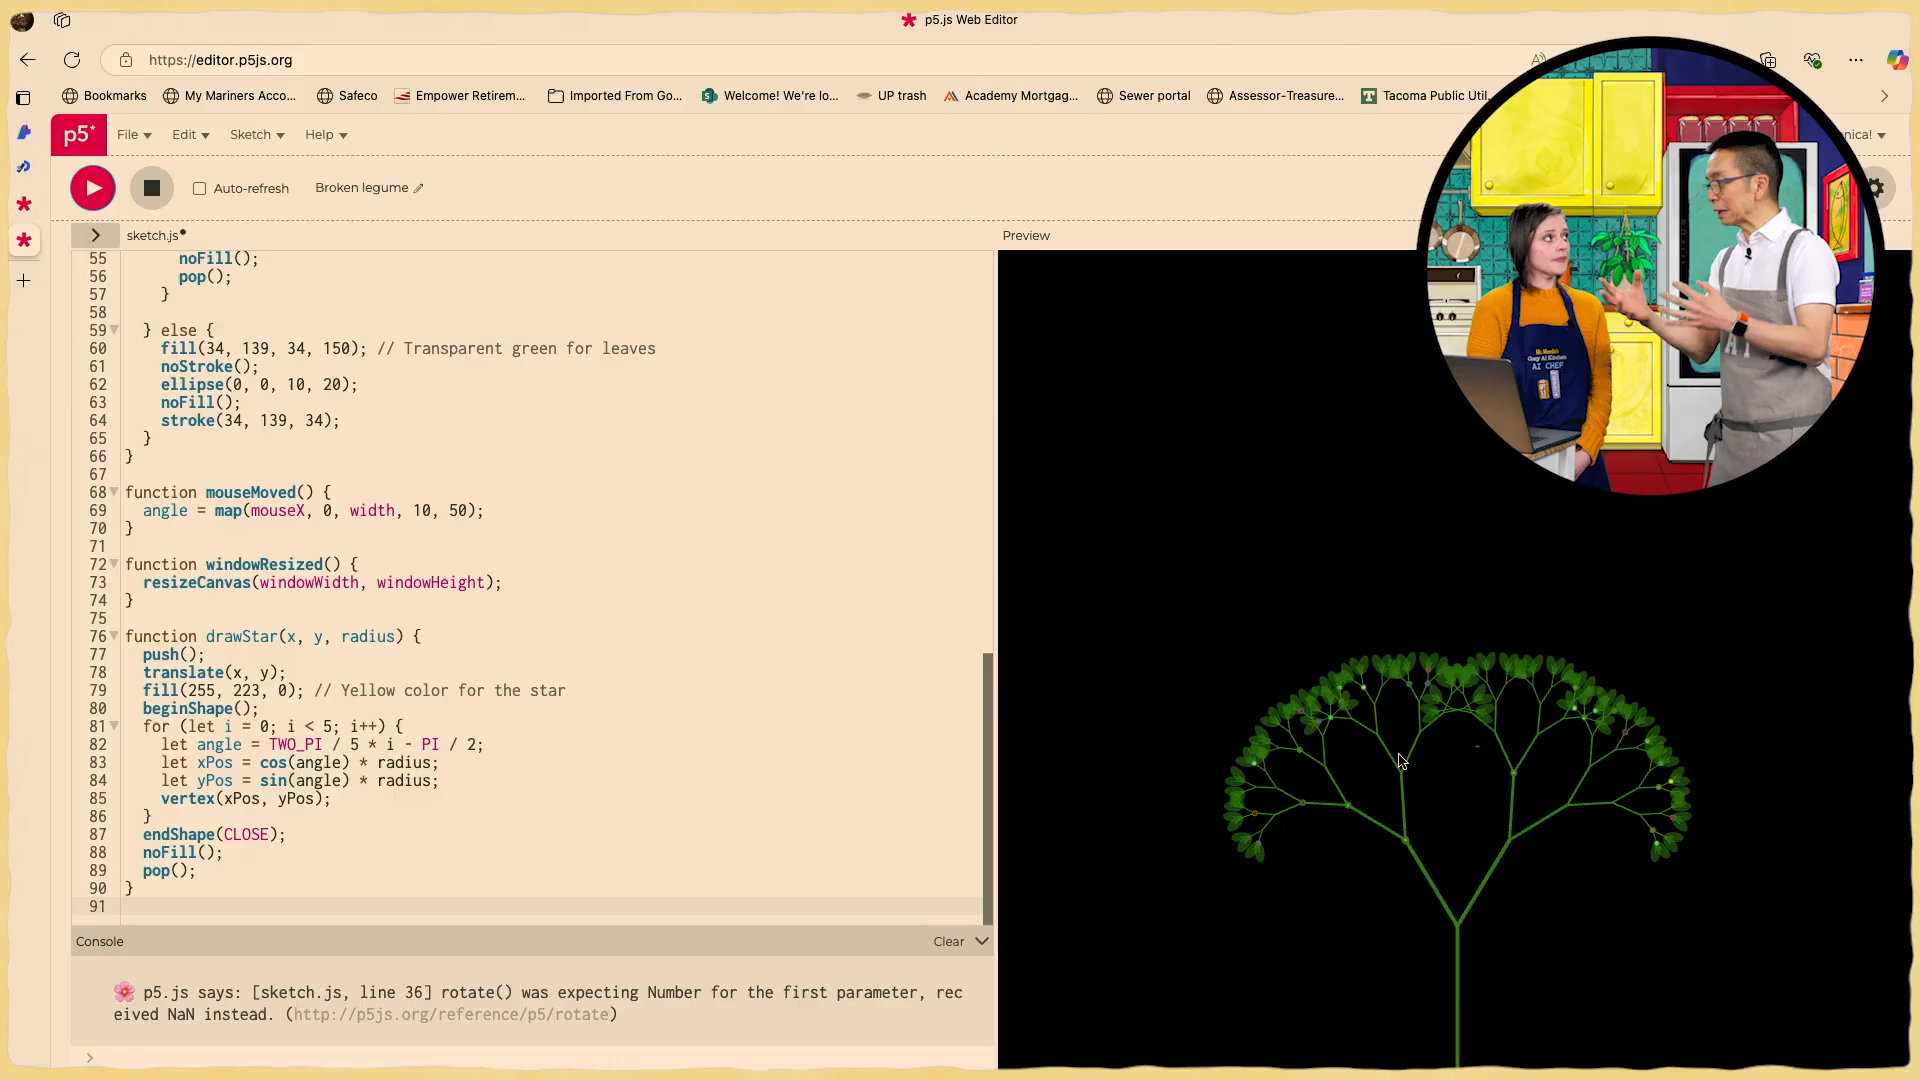 p5.js Web Editor
https://editor.p5js.org
Bookmarks
My Mariners Acco...
Safeco
Empower Retirem...
Imported From Go...
Welcome! We're lo...
UP trash
Academy Mortgag...
Sewer portal
Assessor-Treasure...
Tacoma Public Util...
p5*
File
Edit
Sketch
Help
nica!
Auto-refresh
Broken legume
sketch.js
Preview
55 noFill();
56 pop();
57 }
58
59 } else {
60 fill(34, 139, 34, 150); // Transparent green for leaves
61 noStroke();
62 ellipse(0, 0, 10, 20);
63 noFill();
64 stroke(34, 139, 34);
65 }
66 }
67
68 function mouseMoved() {
69 angle = map(mouseX, 0, width, 10, 50);
70 }
71
72 function windowResized() {
73 resizeCanvas(windowWidth, windowHeight);
74 }
75
76 function drawStar(x, y, radius) {
77 push();
78 translate(x, y);
79 fill(255, 223, 0); // Yellow color for the star
80 beginShape();
81 for (let i = 0; i < 5; i++) {
82 let angle = TWO_PI / 5 * i - PI / 2;
83 let xPos = cos(angle) * radius;
84 let yPos = sin(angle) * radius;
85 vertex(xPos, yPos);
86 }
87 endShape(CLOSE);
88 noFill();
89 pop();
90 }
91
Console
Clear
🌸 p5.js says: [sketch.js, line 36] rotate() was expecting Number for the first parameter, rec
eived NaN instead. (http://p5js.org/reference/p5/rotate)
>
Cozy AI Kitchen
AI CHEF